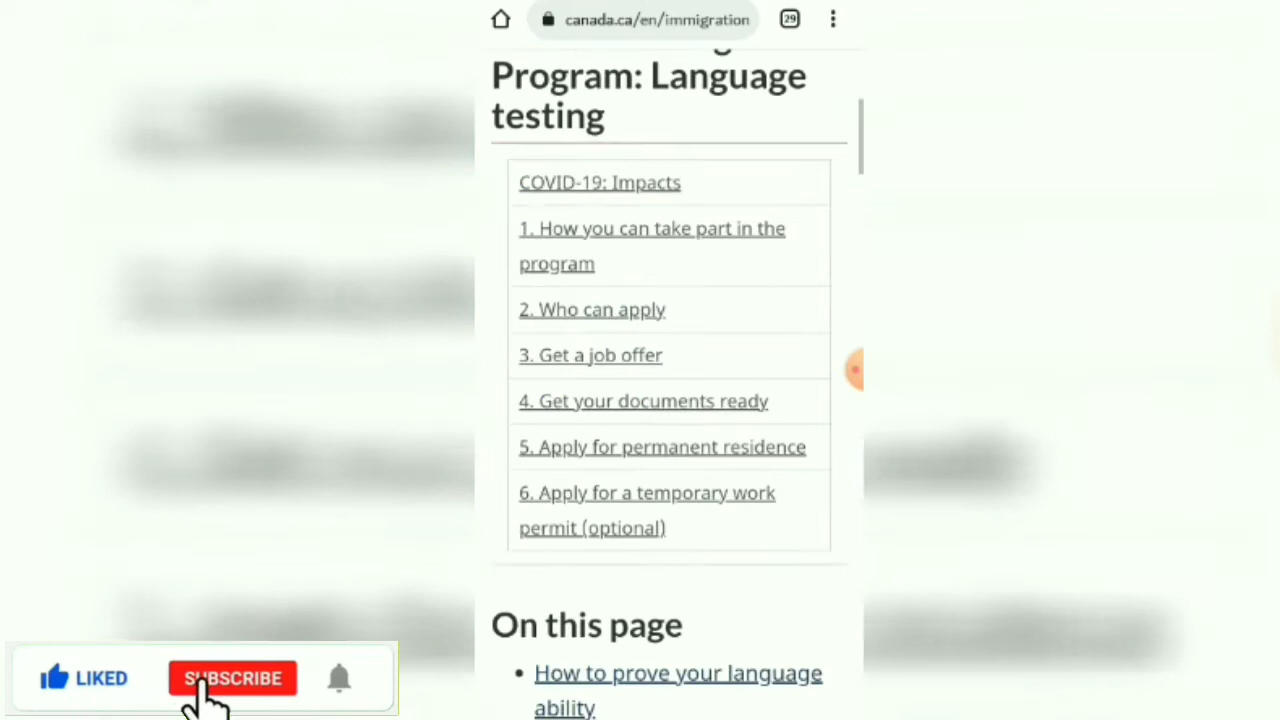 canada.ca/en/immigration
29
Program: Language
testing
COVID-19: Impacts
1. How you can take part in the
program
2. Who can apply
3. Get a job offer
4. Get your documents ready
5. Apply for permanent residence
6. Apply for a temporary work
permit (optional)
On this page
• How to prove your language
ability
LIKED
SUBSCRIBE